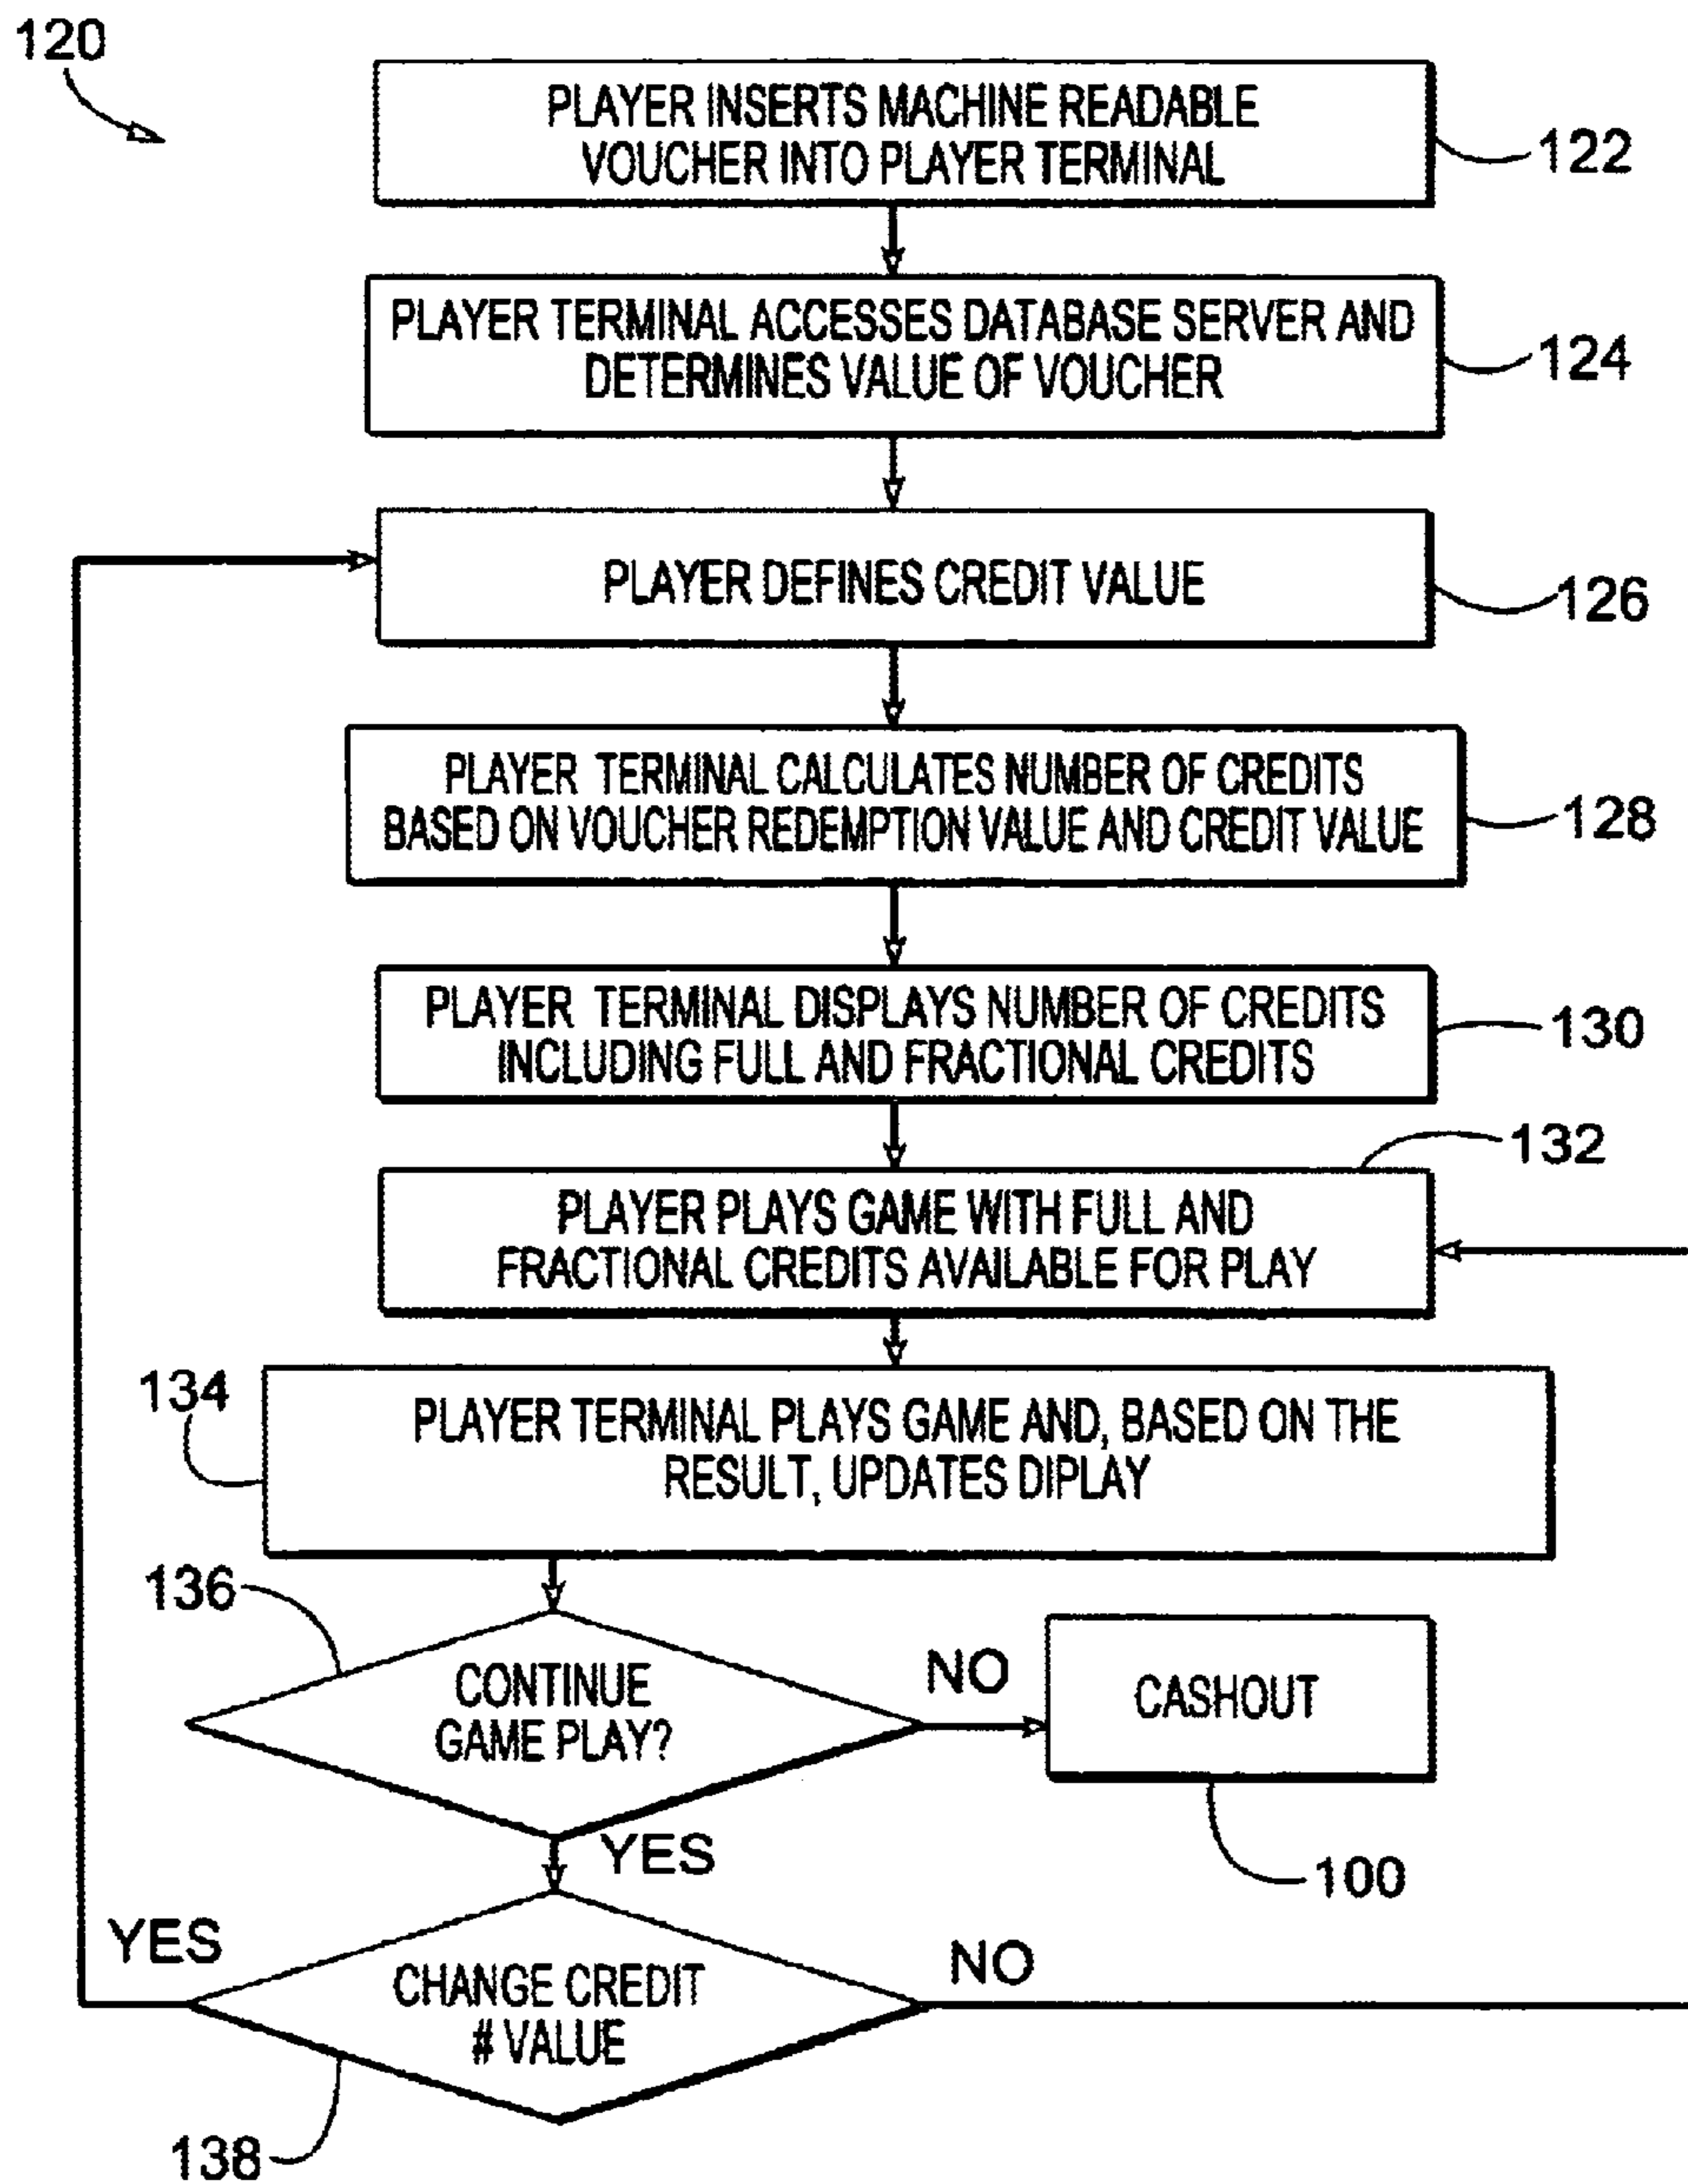 120
PLAYER INSERTS MACHINE READABLE
VOUCHER INTO PLAYER TERMINAL
122
PLAYER TERMINAL ACCESSES DATABASE SERVER AND
DETERMINES VALUE OF VOUCHER
124
PLAYER DEFINES CREDIT VALUE
126
PLAYER TERMINAL CALCULATES NUMBER OF CREDITS
BASED ON VOUCHER REDEMPTION VALUE AND CREDIT VALUE
128
PLAYER TERMINAL DISPLAYS NUMBER OF CREDITS
INCLUDING FULL AND FRACTIONAL CREDITS
130
132
PLAYER PLAYS GAME WITH FULL AND
FRACTIONAL CREDITS AVAILABLE FOR PLAY
134
PLAYER TERMINAL PLAYS GAME AND, BASED ON THE
RESULT, UPDATES DIPLAY
136
CONTINUE
GAME PLAY?
NO
CASHOUT
100
YES
YES
CHANGE CREDIT
# VALUE
NO
138